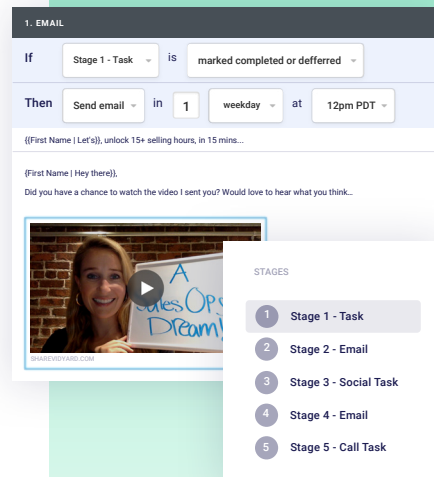 1. EMAIL
If Stage 1 - Task is marked completed or defferred
Then Send email in 1 weekday at 12pm PDT
{{First Name | Let's}}, unlock 15+ selling hours, in 15 mins...
{First Name | Hey there}},
Did you have a chance to watch the video I sent you? Would love to hear what you think...
A
Sales Ops
Dream!
SHAREVIDYARD.COM
STAGES
1 Stage 1 - Task
2 Stage 2 - Email
3 Stage 3 - Social Task
4 Stage 4 - Email
5 Stage 5 - Call Task